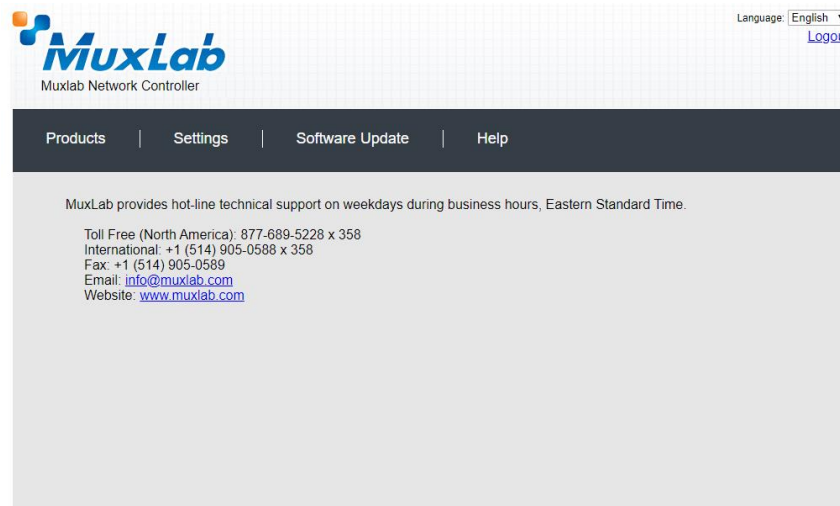 Language: English
MuxLab
Muxlab Network Controller
Products
Settings
Software Update
Help
MuxLab provides hot-line technical support on weekdays during business hours, Eastern Standard Time.
Toll Free (North America): 877-689-5228 x 358
International: +1 (514) 905-0588 x 358
Fax: +1 (514) 905-0589
Email: info@muxlab.com
Website: www.muxlab.com